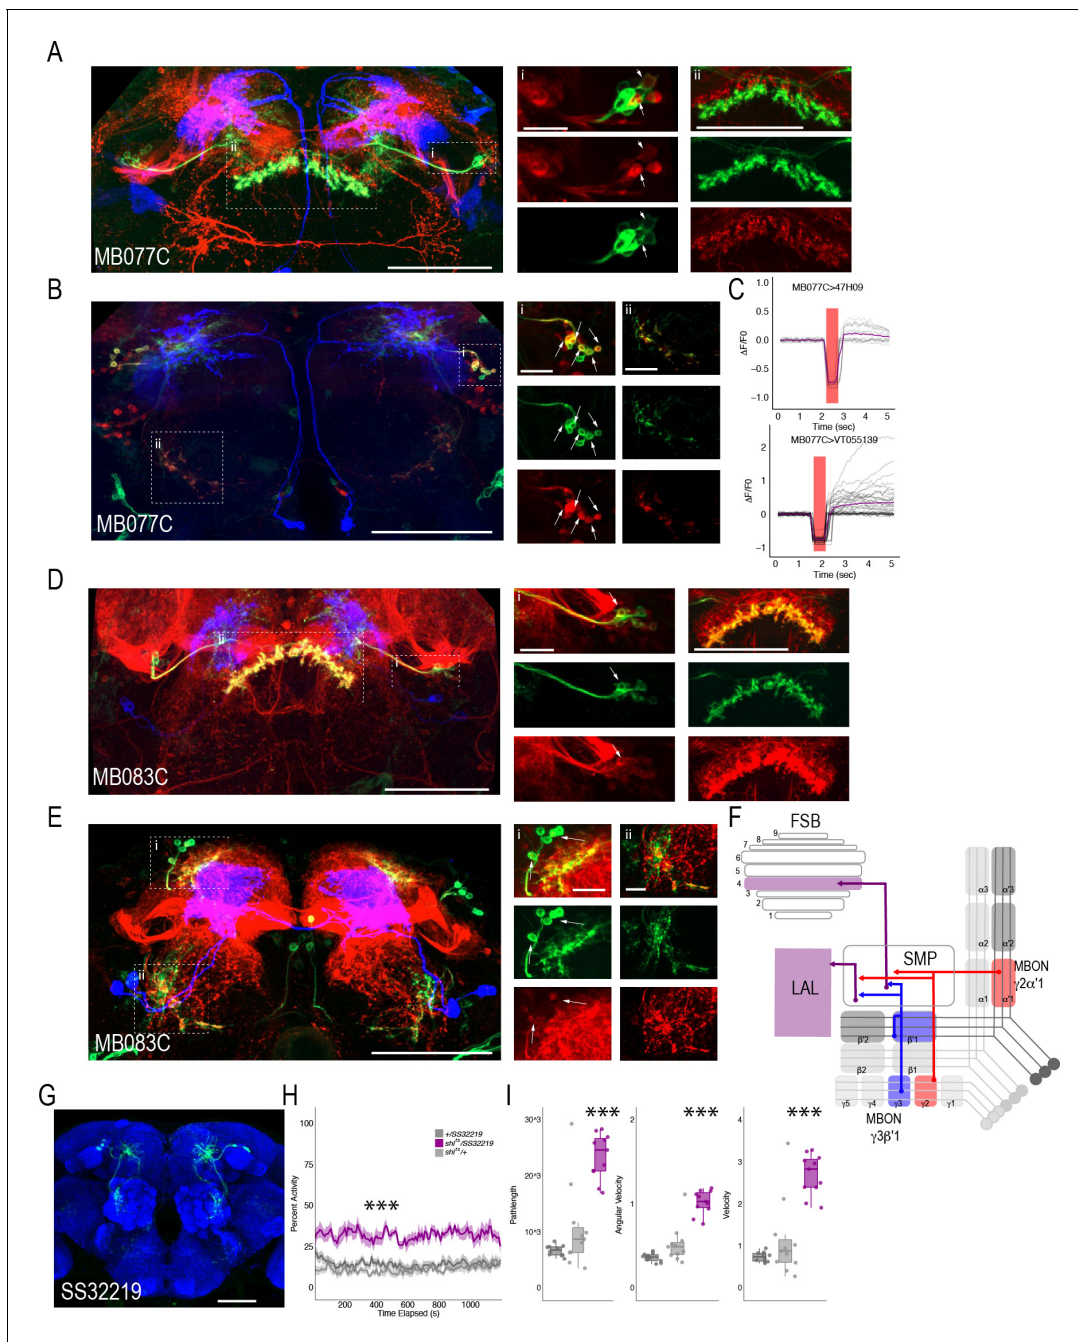 A
MB077C
i
ii
i
ii
B
MB077C
i
ii
i
ii
C
MB077C>47H09
1.0
0.5
0.0
−0.5
−1.0
ΔF/F0
0 1 2 3 4 5
Time (sec)
MB077C>VT055139
2
1
0
−1
ΔF/F0
0 1 2 3 4 5
Time (sec)
D
MB083C
i
ii
i
E
MB083C
i
ii
i
ii
F
FSB
9
8
7
6
5
4
3
2
1
SMP
LAL
α3 α'3
α2 α'2
α1 α'1
MBON
γ2α'1
β'2 β'1
β2 β1
γ5 γ4 γ3 γ2 γ1
MBON
γ3β'1
G
SS32219
H
100
75
50
25
0
Percent Activity
+/SS32219
shiᵗˢ/SS32219
shiᵗˢ/+
***
200 400 600 800 1000
Time Elapsed (s)
I
30^3
20^3
10^3
0
Pathlength
***
2
1
0
Angular Velocity
***
4
3
2
1
0
Velocity
***